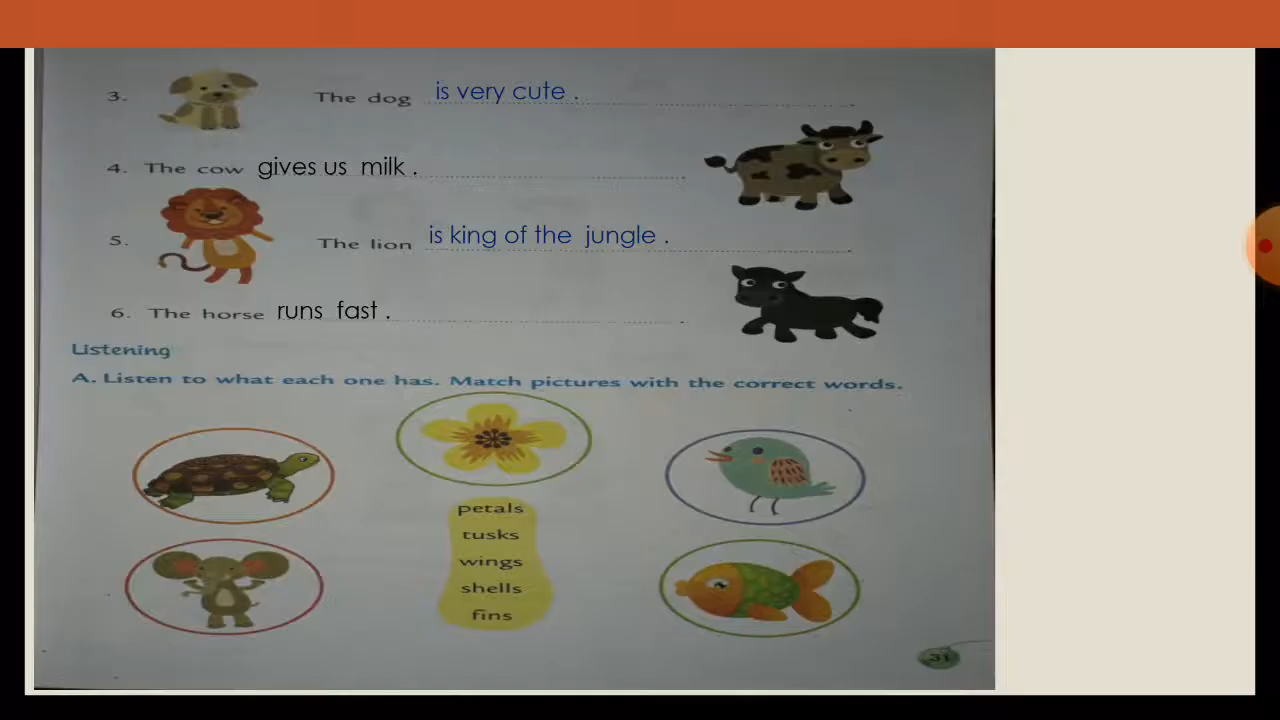 3. The dog is very cute .
4. The cow gives us milk .
5. The lion is king of the jungle .
6. The horse runs fast .
Listening
A. Listen to what each one has. Match pictures with the correct words.
petals
tusks
wings
shells
fins
31